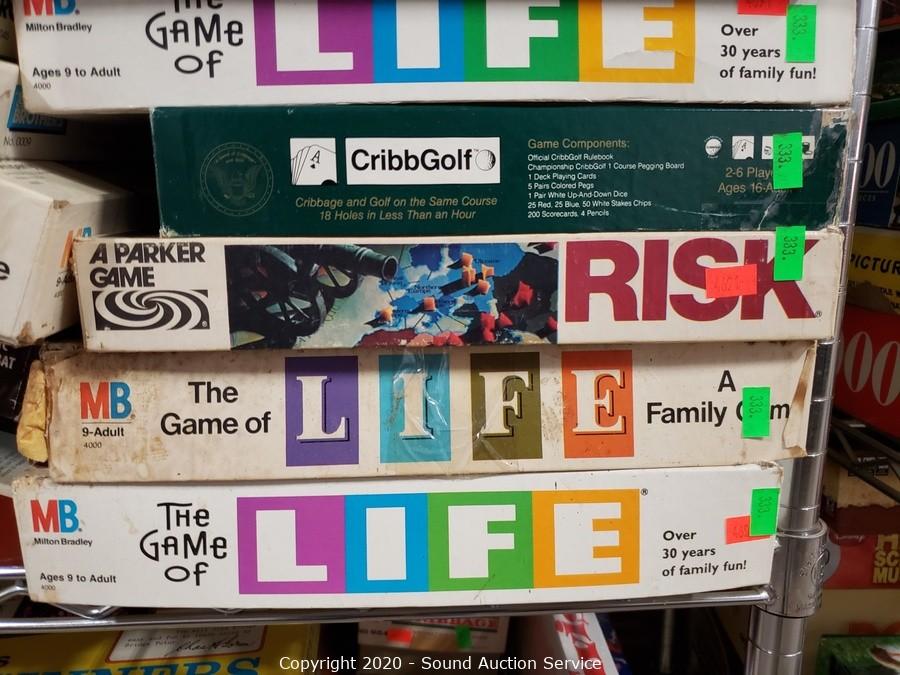 MB
Milton Bradley
Ages 9 to Adult
4000
THE
GAME
OF
LIFE
Over
30 years
of family fun!
333.
BROTHERS
No. 0009
CribbGolf
A
Cribbage and Golf on the Same Course
18 Holes in Less Than an Hour
Game Components:
Official CribbGolf Rulebook
Championship CribbGolf 1 Course Pegging Board
1 Deck Playing Cards
5 Pairs Colored Pegs
1 Pair White Up-And-Down Dice
25 Red, 25 Blue, 50 White Stakes Chips
200 Scorecards, 4 Pencils
2-6
Ages 16-
333.
A PARKER
GAME
RISK®
333.
MB
9-Adult
4000
The
Game of
LIFE
A
Family
333.
MB
Milton Bradley
Ages 9 to Adult
4000
THE
GAME
OF
LIFE®
Over
30 years
of family fun!
333.
Copyright 2020 - Sound Auction Service